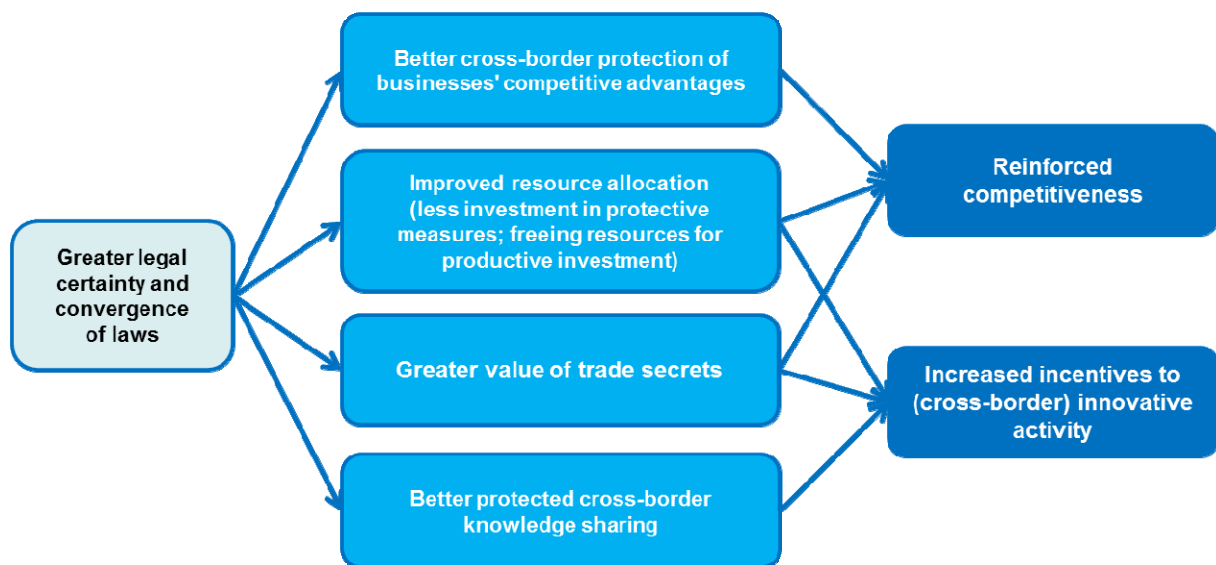 Better cross-border protection of
businesses' competitive advantages
Improved resource allocation
(less investment in protective
measures; freeing resources for
productive investment)
Greater legal
certainty and
convergence
of laws
Greater value of trade secrets
Better protected cross-border
knowledge sharing
Reinforced
competitiveness
Increased incentives to
(cross-border) innovative
activity